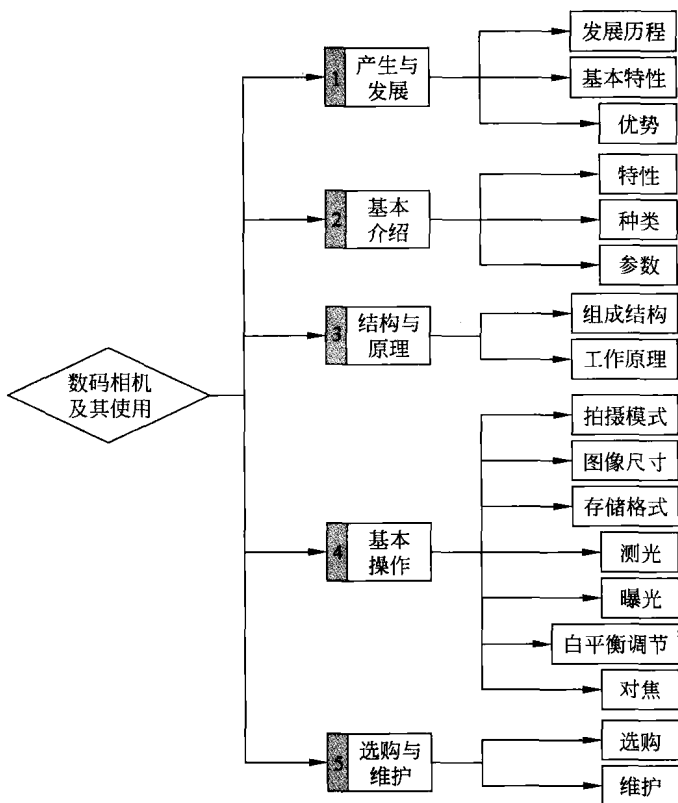 数码相机
及其使用
1
产生与
发展
发展历程
基本特性
优势
2
基本
介绍
特性
种类
参数
3
结构与
原理
组成结构
工作原理
4
基本
操作
拍摄模式
图像尺寸
存储格式
测光
曝光
白平衡调节
对焦
5
选购与
维护
选购
维护